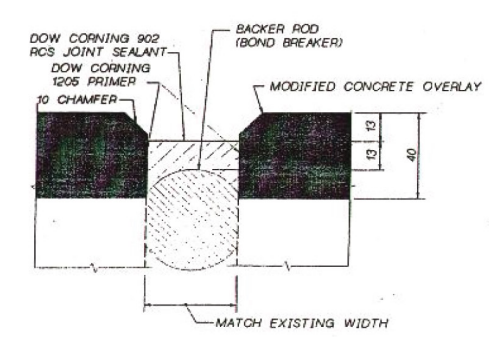 BACKER ROD
(BOND BREAKER)
DOW CORNING 902
RCS JOINT SEALANT
DOW CORNING
1205 PRIMER
10 CHAMFER
MODIFIED CONCRETE OVERLAY
13
13
40
MATCH EXISTING WIDTH